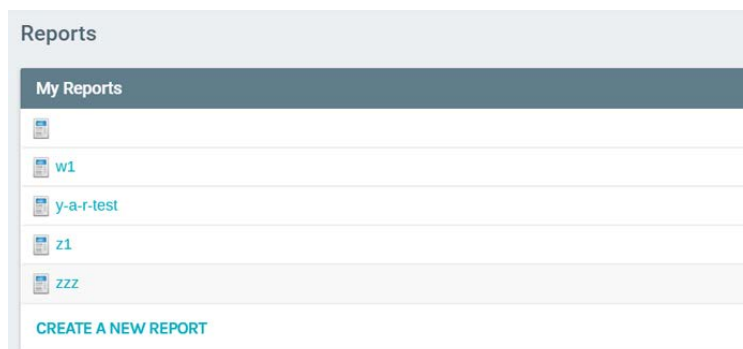 Reports
My Reports
w1
y-a-r-test
z1
zzz
CREATE A NEW REPORT